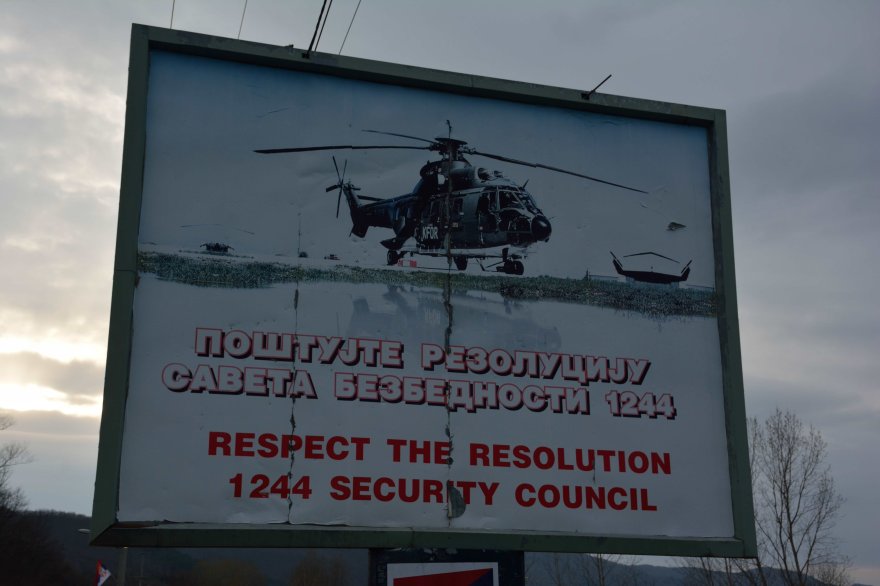 KFOR
ПОШТУЈТЕ РЕЗОЛУЦИЈУ
САВЕТА БЕЗБЕДНОСТИ 1244
RESPECT THE RESOLUTION
1244 SECURITY COUNCIL